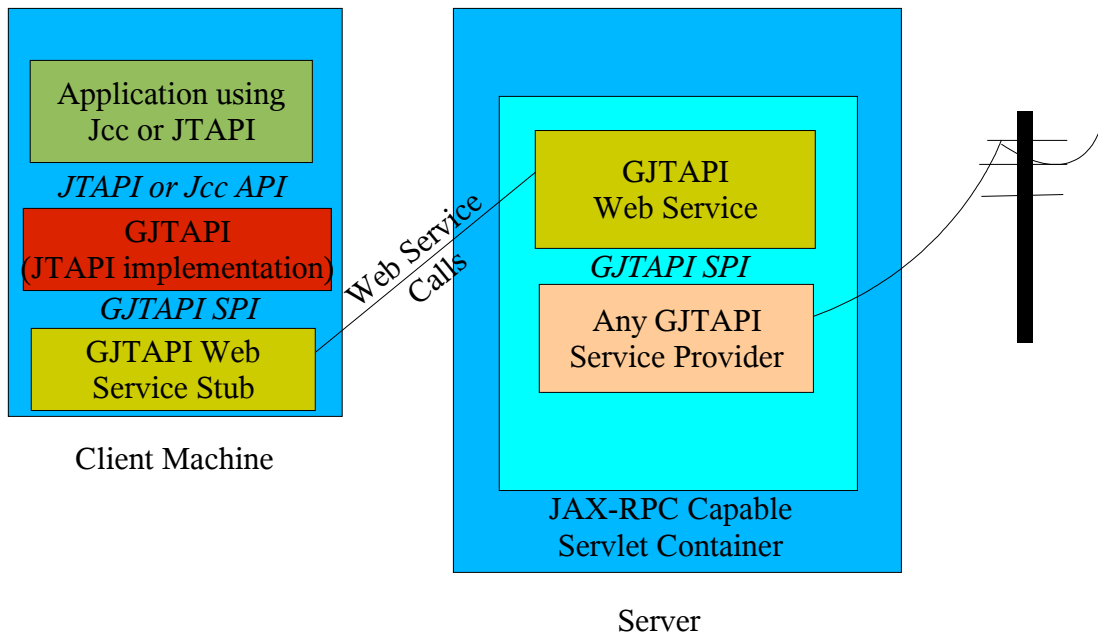 Application using
Jcc or JTAPI
JTAPI or Jcc API
GJTAPI
(JTAPI implementation)
GJTAPI SPI
GJTAPI Web
Service Stub
Client Machine
Web Service
Calls
GJTAPI
Web Service
GJTAPI SPI
Any GJTAPI
Service Provider
JAX-RPC Capable
Servlet Container
Server